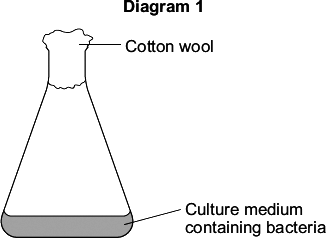 Diagram 1
Cotton wool
Culture medium
containing bacteria